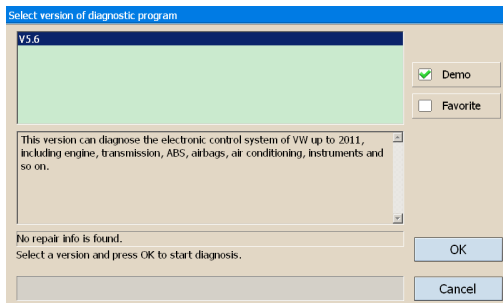 Select version of diagnostic program
V5.6
Demo
Favorite
This version can diagnose the electronic control system of VW up to 2011,
including engine, transmission, ABS, airbags, air conditioning, instruments and
so on.
No repair info is found.
Select a version and press OK to start diagnosis.
OK
Cancel